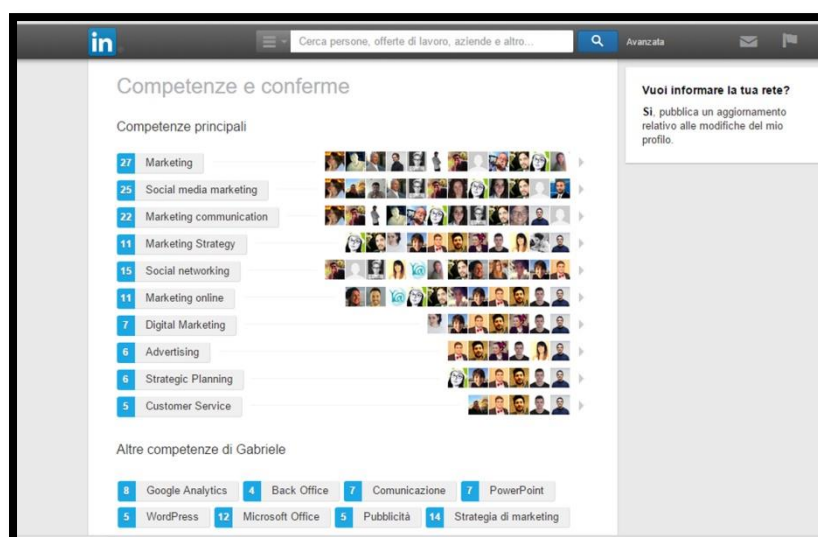 in
Cerca persone, offerte di lavoro, aziende e altro...
Avanzata
Competenze e conferme
Competenze principali
27 Marketing
25 Social media marketing
22 Marketing communication
11 Marketing Strategy
15 Social networking
11 Marketing online
7 Digital Marketing
6 Advertising
6 Strategic Planning
5 Customer Service
Altre competenze di Gabriele
8 Google Analytics 4 Back Office 7 Comunicazione 7 PowerPoint
5 WordPress 12 Microsoft Office 5 Pubblicità 14 Strategia di marketing
Vuoi informare la tua rete?
Sì, pubblica un aggiornamento
relativo alle modifiche del mio
profilo.